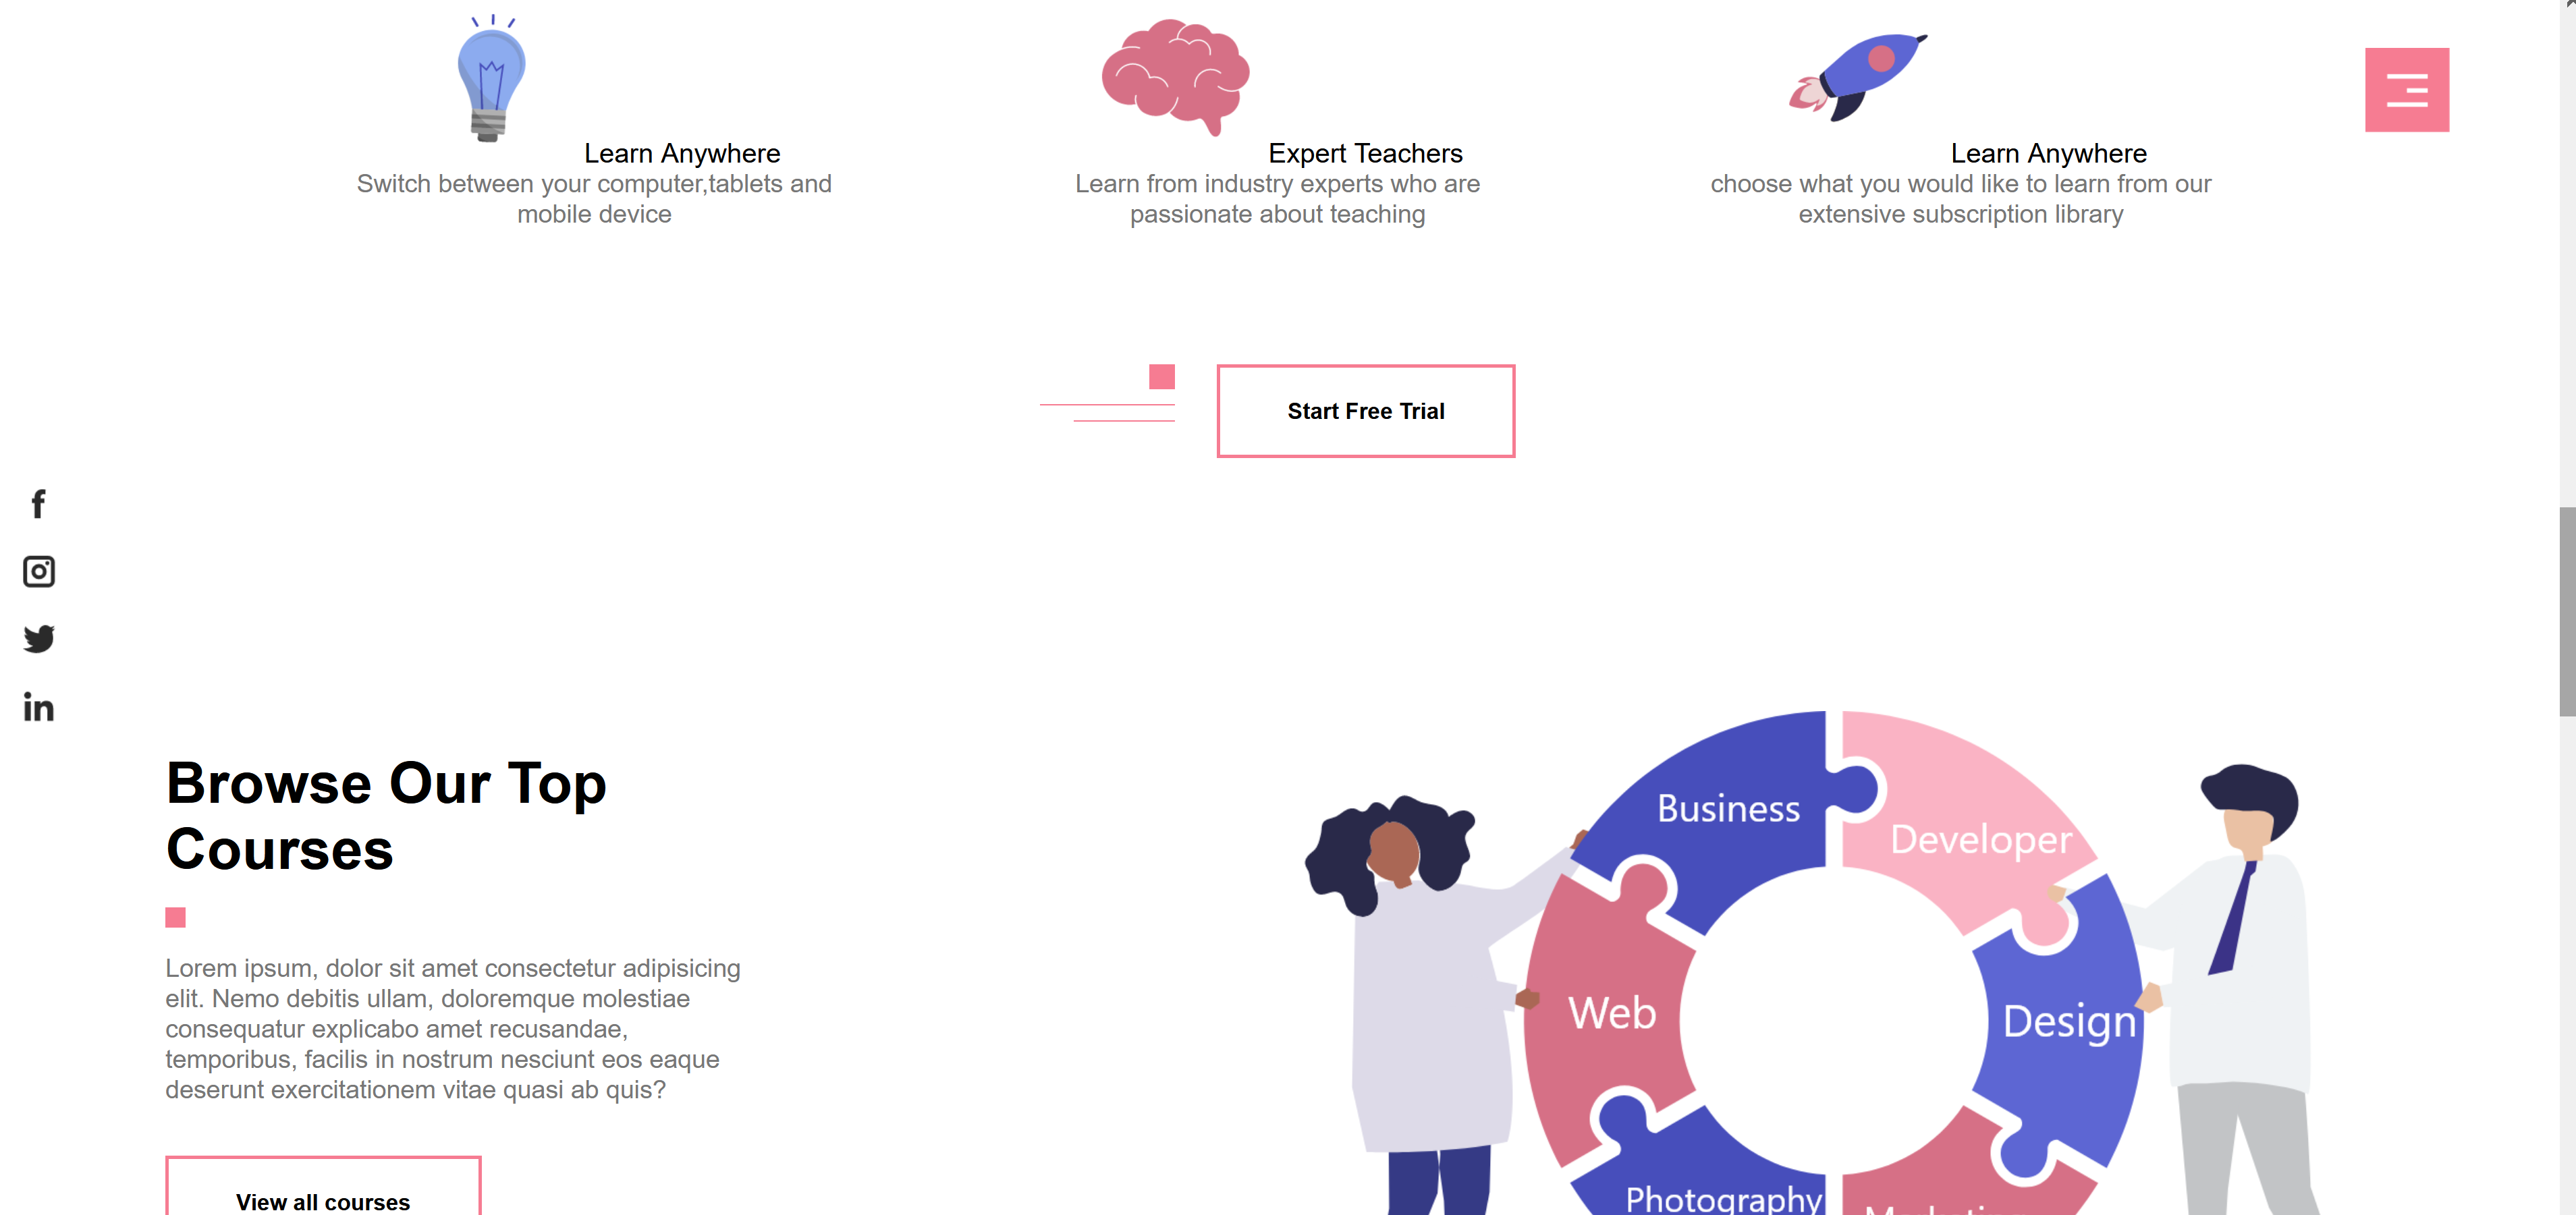 Learn Anywhere
Switch between your computer,tablets and
mobile device
Expert Teachers
Learn from industry experts who are
passionate about teaching
Learn Anywhere
choose what you would like to learn from our
extensive subscription library
Start Free Trial
Browse Our Top
Courses
Lorem ipsum, dolor sit amet consectetur adipisicing
elit. Nemo debitis ullam, doloremque molestiae
consequatur explicabo amet recusandae,
temporibus, facilis in nostrum nesciunt eos eaque
deserunt exercitationem vitae quasi ab quis?
View all courses
Business
Developer
Web
Design
Photography